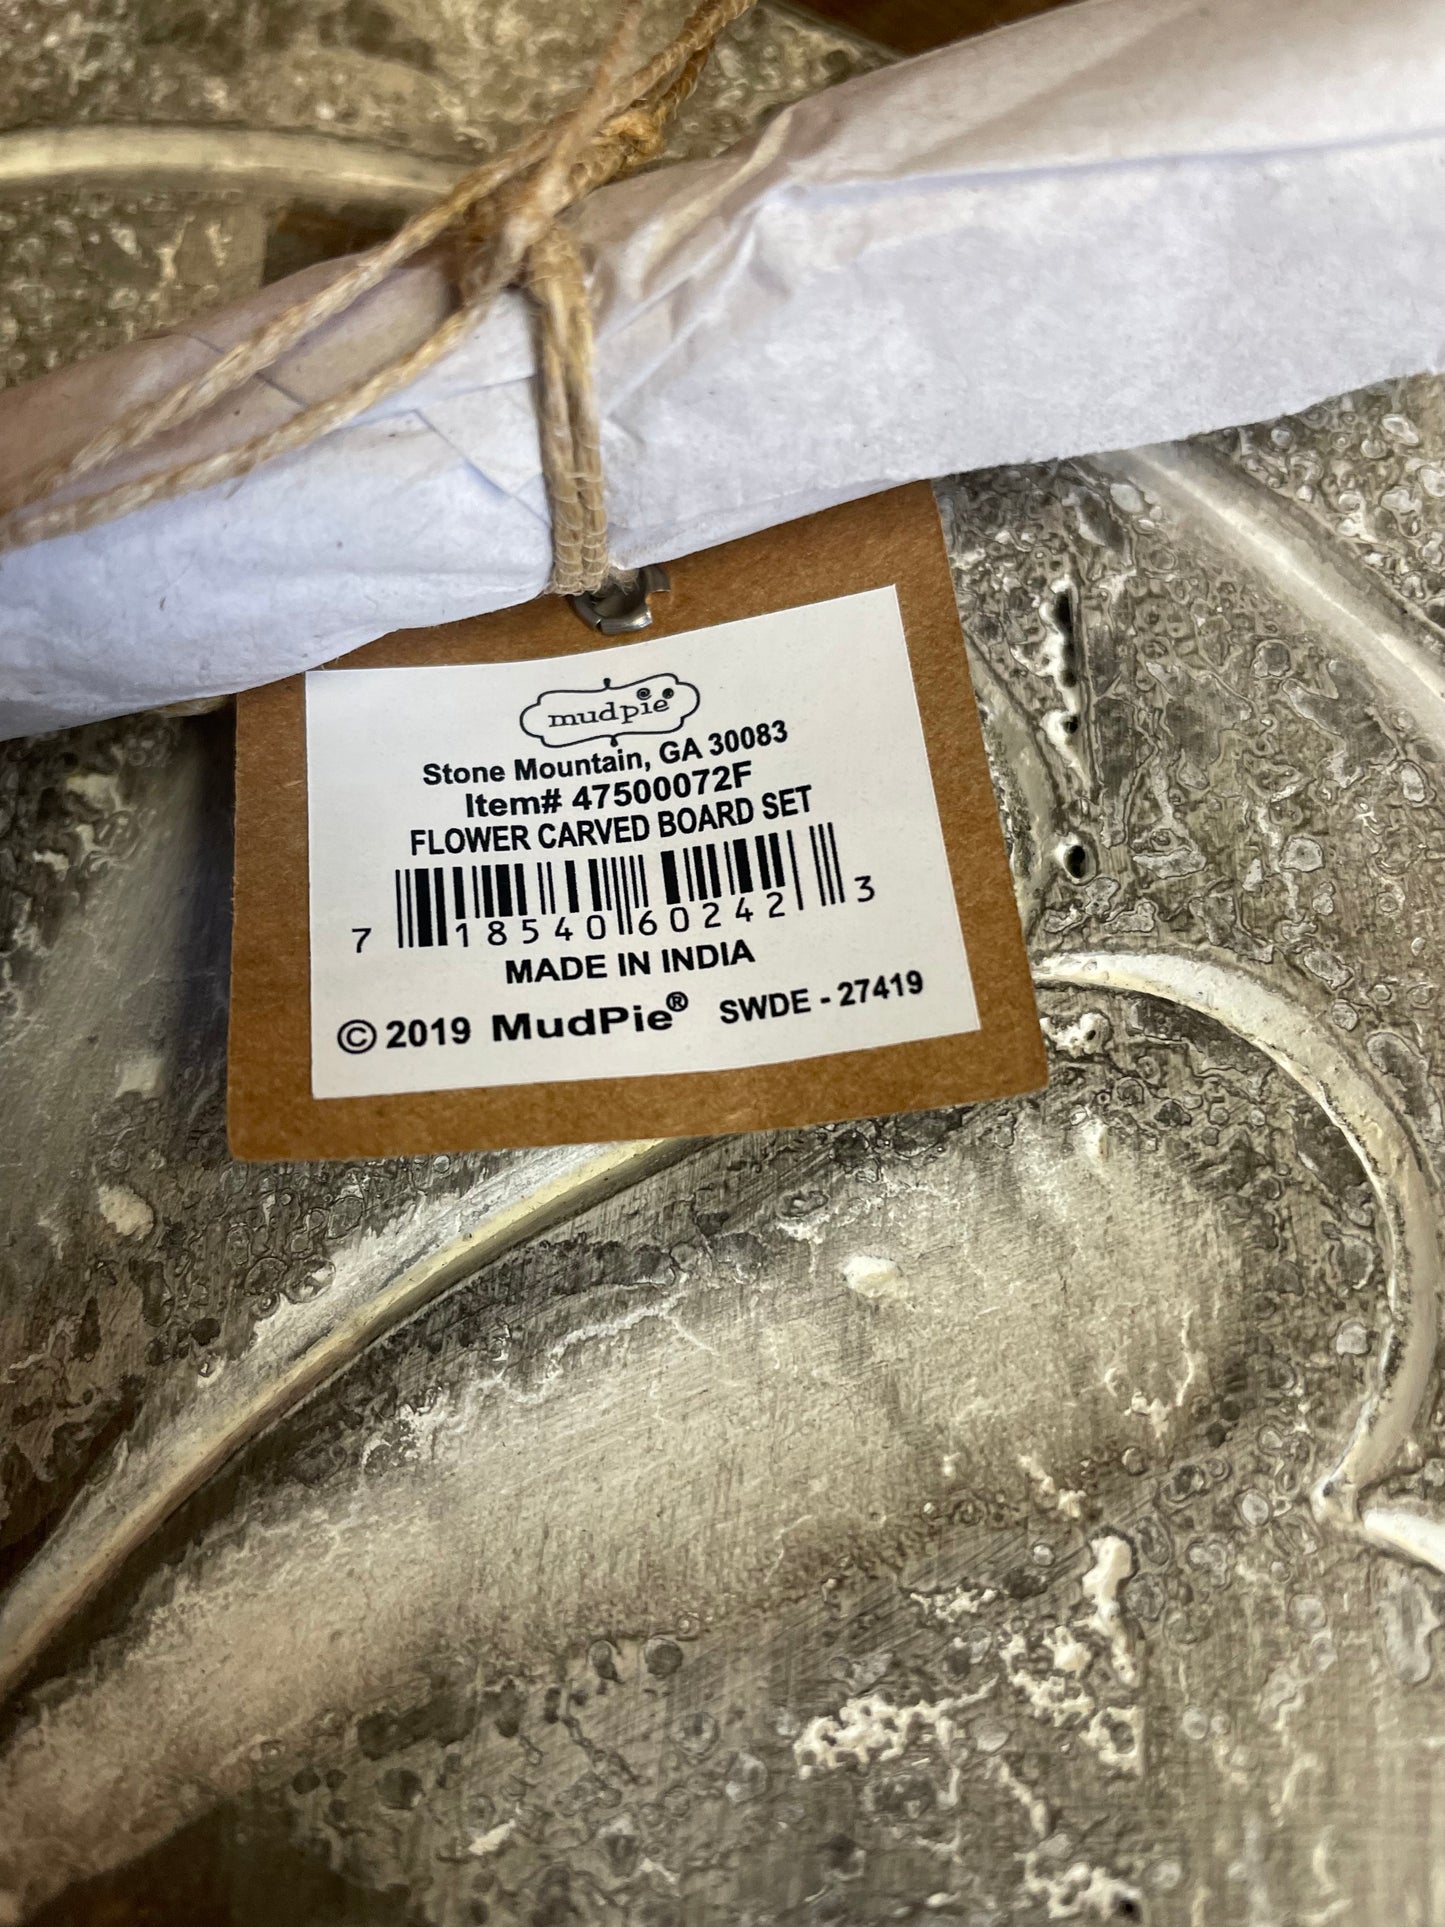 mudpie
Stone Mountain, GA 30083
Item# 47500072F
FLOWER CARVED BOARD SET
7 18540 60242 3
MADE IN INDIA
© 2019 MudPie® SWDE - 27419